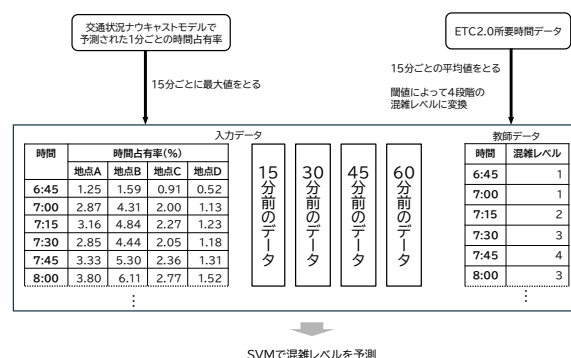 交通状況ナウキャストモデルで
予測された1分ごとの時間占有率
ETC2.0所要時間データ
15分ごとに最大値をとる
15分ごとの平均値をとる
閾値によって4段階の
混雑レベルに変換
入力データ
教師データ
時間 時間占有率(%)
地点A 地点B 地点C 地点D
6:45 1.25 1.59 0.91 0.52
7:00 2.87 4.31 2.00 1.13
7:15 3.16 4.84 2.27 1.23
7:30 2.85 4.44 2.05 1.18
7:45 3.33 5.30 2.36 1.31
8:00 3.80 6.11 2.77 1.52
⋮
15分前のデータ
30分前のデータ
45分前のデータ
60分前のデータ
時間 混雑レベル
6:45 1
7:00 1
7:15 2
7:30 3
7:45 4
8:00 3
⋮
SVMで混雑レベルを予測